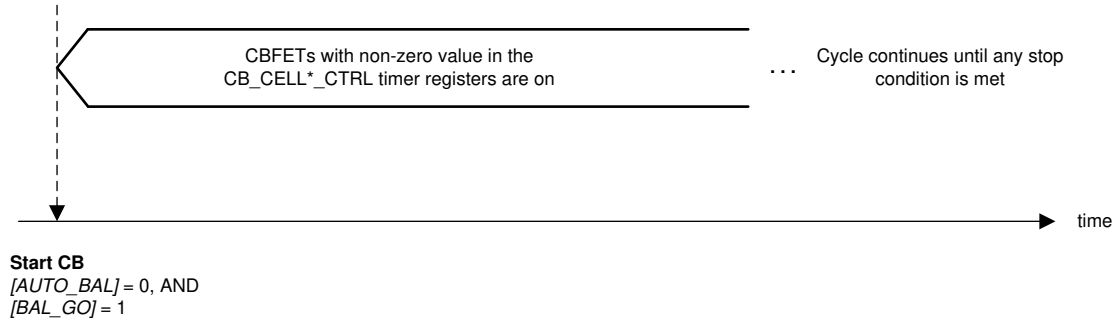 CBFETs with non-zero value in the
CB_CELL*_CTRL timer registers are on
... Cycle continues until any stop
condition is met
time
Start CB
[AUTO_BAL] = 0, AND
[BAL_GO] = 1